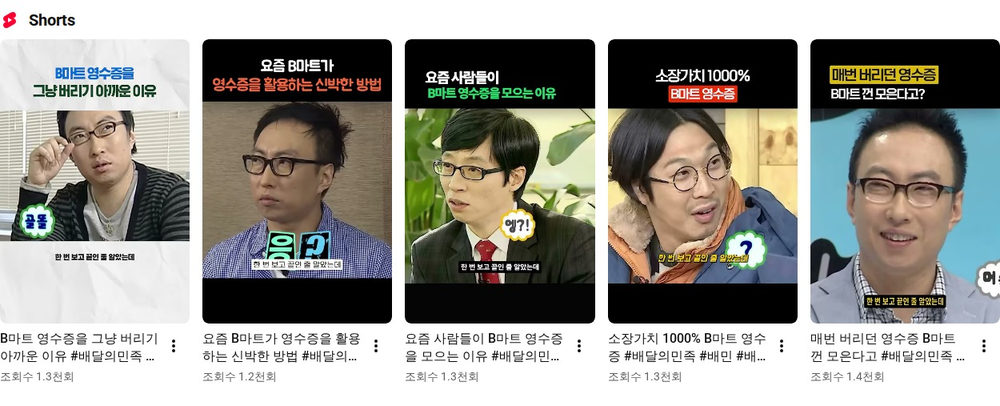 Shorts
B마트 영수증을
그냥 버리기 아까운 이유
골똘
한 번 보고 끝인 줄 알았는데
B마트 영수증을 그냥 버리기
아까운 이유 #배달의민족 ...
조회수 1.3천회
요즘 B마트가
영수증을 활용하는 신박한 방법
응?
한 번 보고 끝인 줄 알았는데
요즘 B마트가 영수증을 활용
하는 신박한 방법 #배달의...
조회수 1.2천회
요즘 사람들이
B마트 영수증을 모으는 이유
엥?!
한 번 보고 끝인 줄 알았는데
요즘 사람들이 B마트 영수증
을 모으는 이유 #배달의민...
조회수 1.3천회
소장가치 1000%
B마트 영수증
?
한 번 보고 끝인 줄 알았는데
소장가치 1000% B마트 영수
증 #배달의민족 #배민 #배...
조회수 1.3천회
매번 버리던 영수증
B마트 껀 모은다고?
한 번 보고 끝인 줄 알았는데
매번 버리던 영수증 B마트
껀 모은다고 #배달의민족 ...
조회수 1.4천회